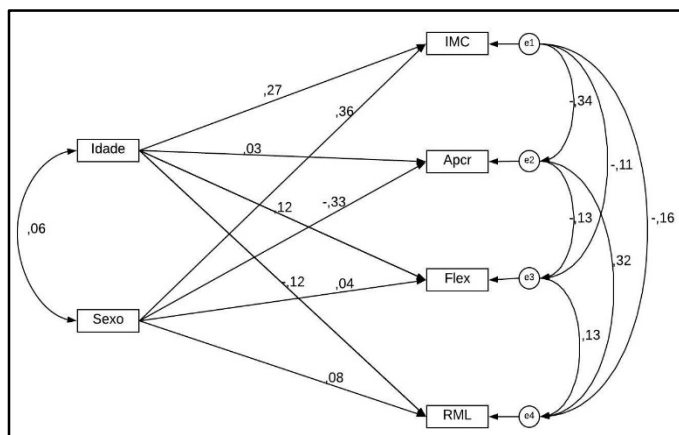 IMC
e1
,27
,36
-,34
Idade
,03
Apcr
e2
-,11
-,33
,12
-,13
-,16
,06
,32
Flex
e3
-,12
,04
Sexo
,13
,08
RML
e4